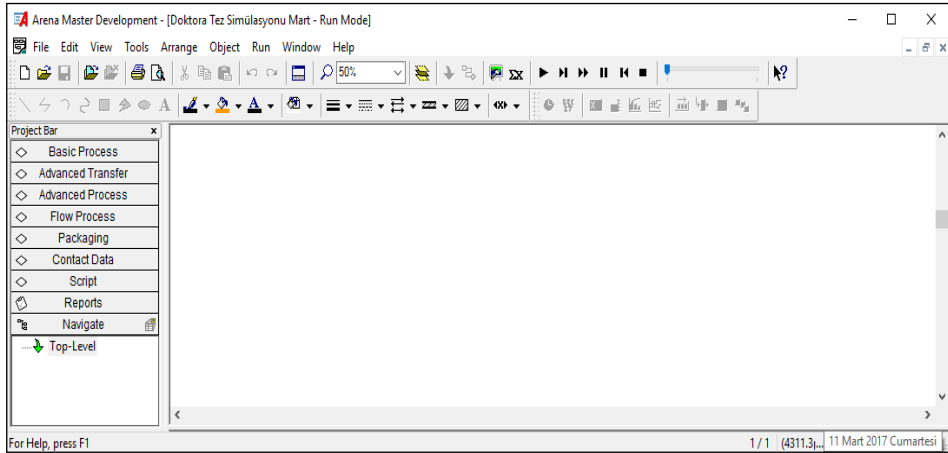 Arena Master Development - [Doktora Tez Simülasyonu Mart - Run Mode]
File Edit View Tools Arrange Object Run Window Help
50%
Project Bar
Basic Process
Advanced Transfer
Advanced Process
Flow Process
Packaging
Contact Data
Script
Reports
Navigate
Top-Level
For Help, press F1
1 / 1 (4311.3 11 Mart 2017 Cumartesi